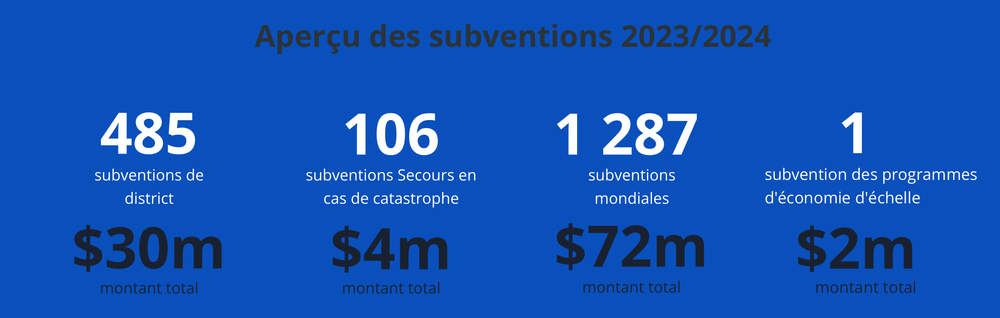 Aperçu des subventions 2023/2024
485
subventions de
district
$30m
montant total
106
subventions Secours en
cas de catastrophe
$4m
montant total
1 287
subventions
mondiales
$72m
montant total
1
subvention des programmes
d'économie d'échelle
$2m
montant total